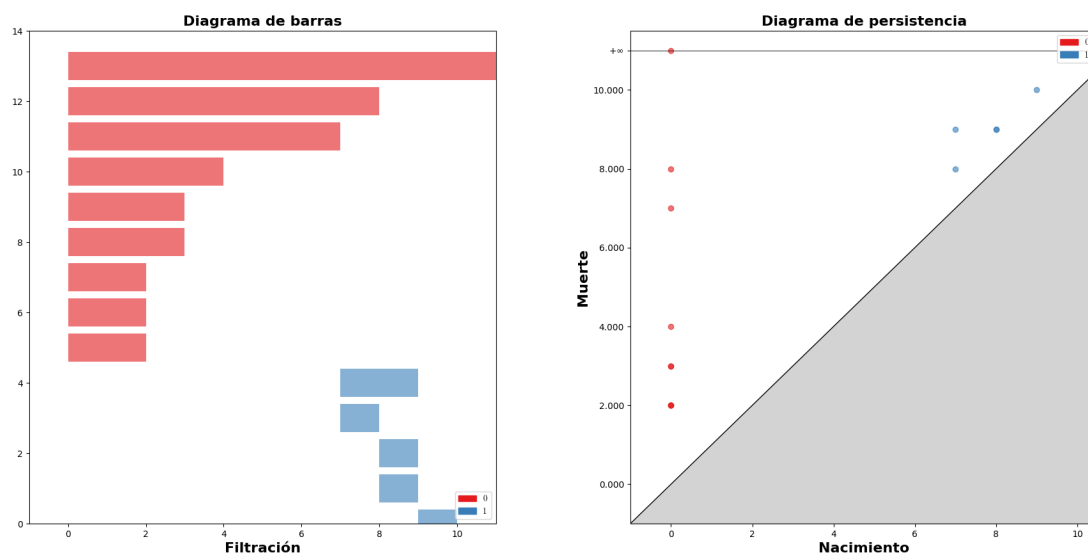 Diagrama de barras
14
12
10
8
6
4
2
0
0 2 4 6 8 10
Filtración
0
1
Diagrama de persistencia
+∞
10.000
8.000
6.000
4.000
2.000
0.000
Muerte
0 2 4 6 8 10
Nacimiento
1